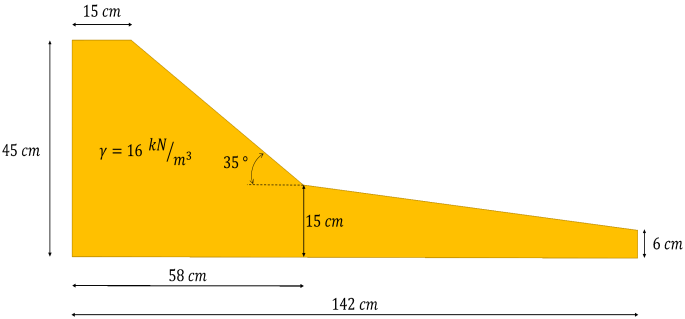 15 cm
45 cm
γ = 16 kN/m³
35 °
15 cm
6 cm
58 cm
142 cm